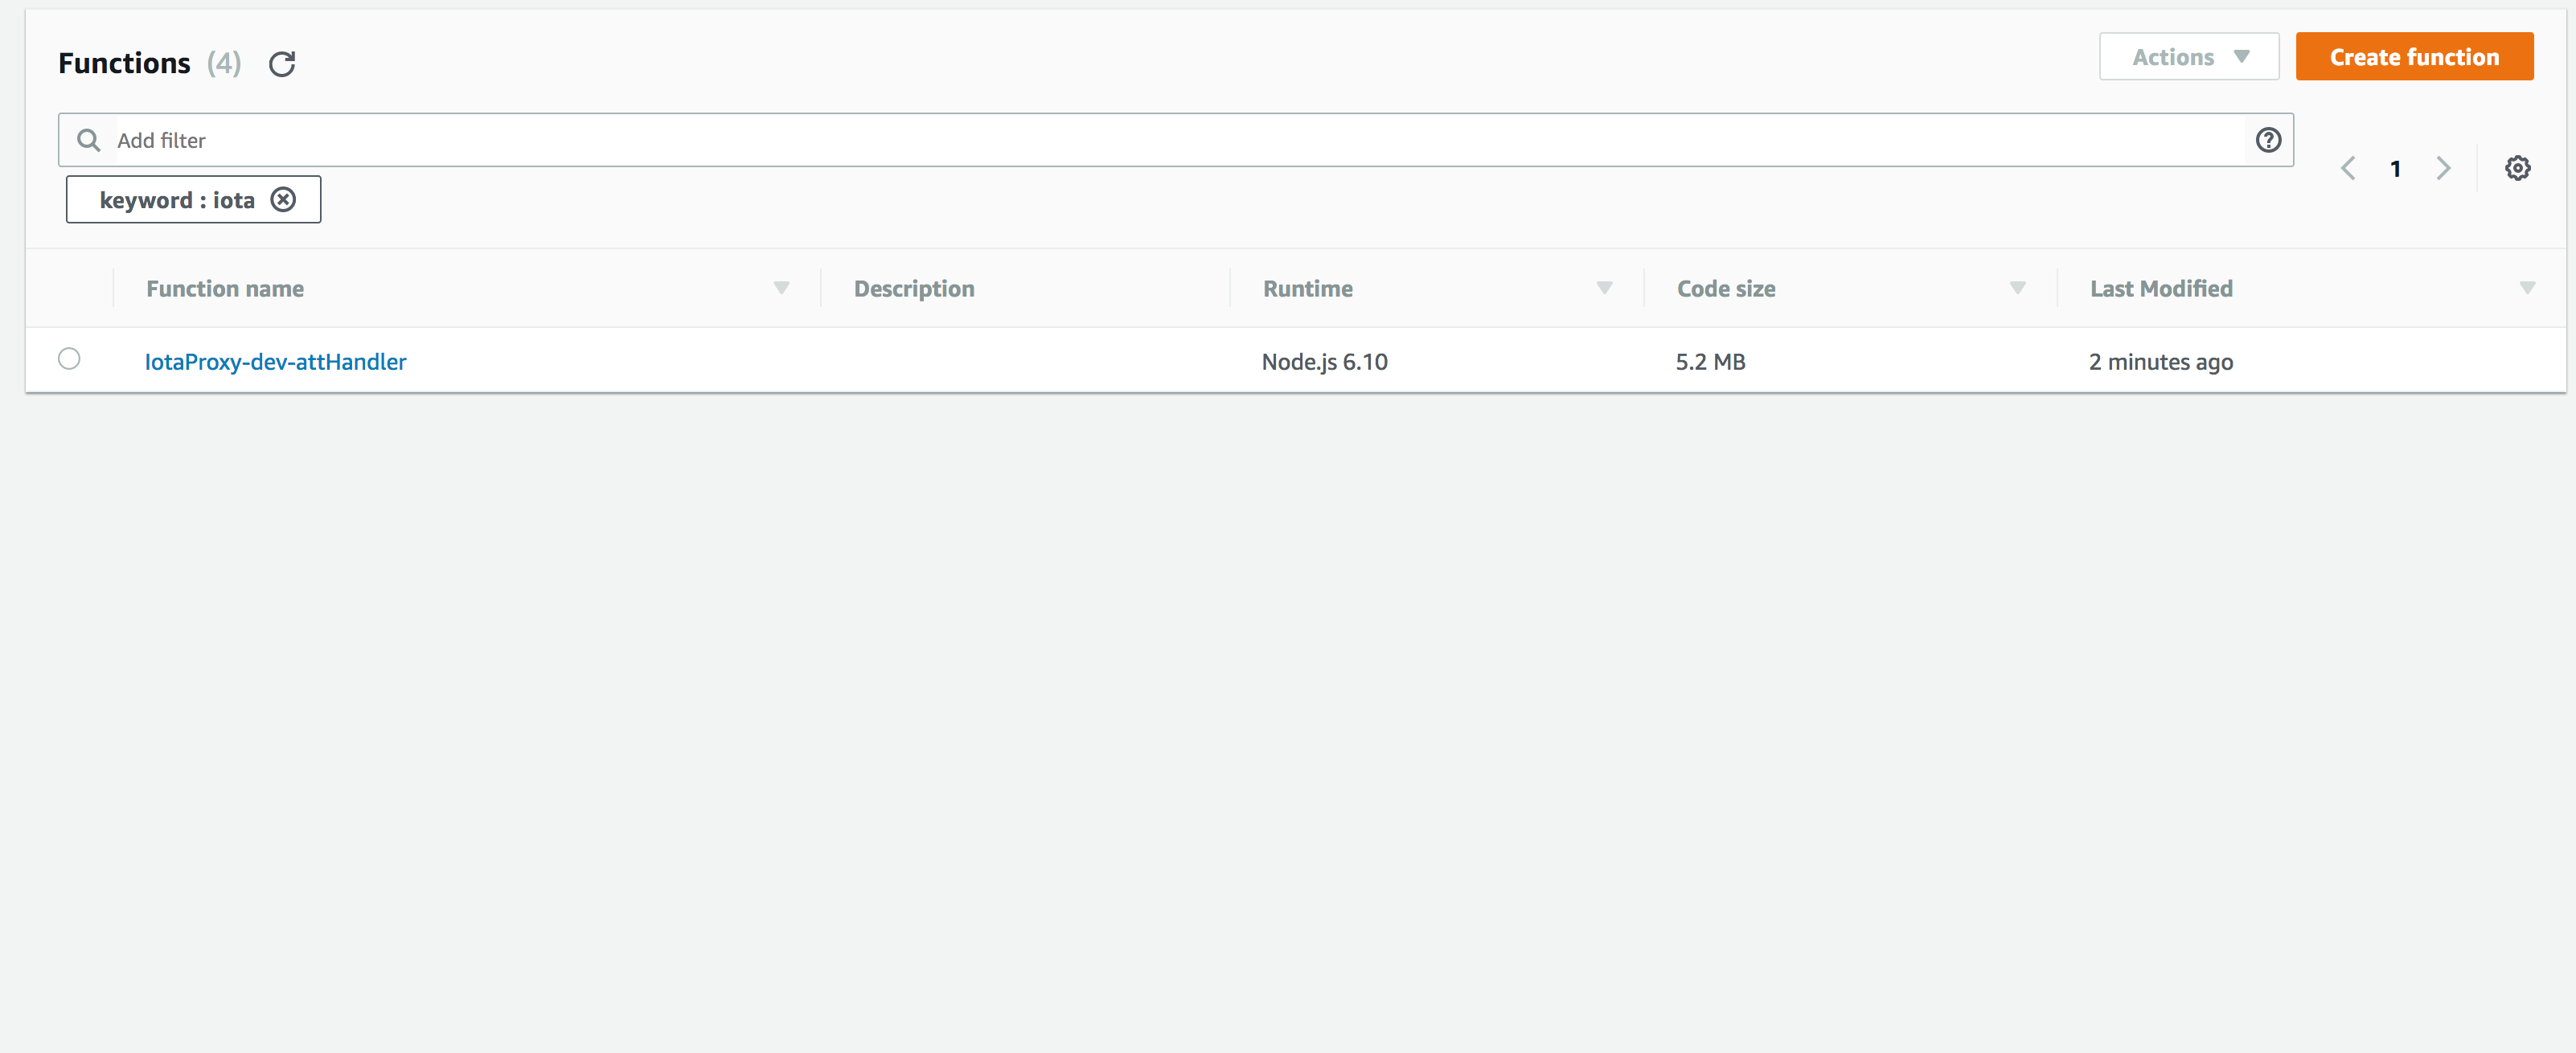 Functions (4)
Actions
Create function
Add filter
1
keyword : iota
Function name Description Runtime Code size Last Modified
IotaProxy-dev-attHandler Node.js 6.10 5.2 MB 2 minutes ago